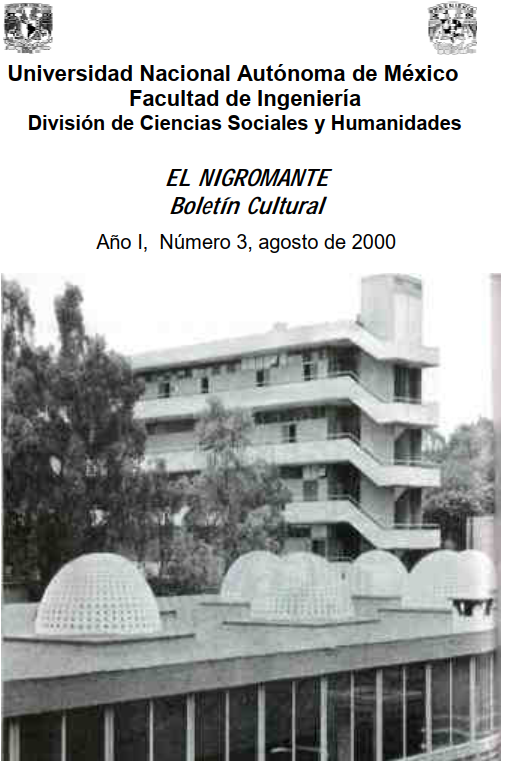 Universidad Nacional Autónoma de México
Facultad de Ingeniería
División de Ciencias Sociales y Humanidades
EL NIGROMANTE
Boletín Cultural
Año I, Número 3, agosto de 2000